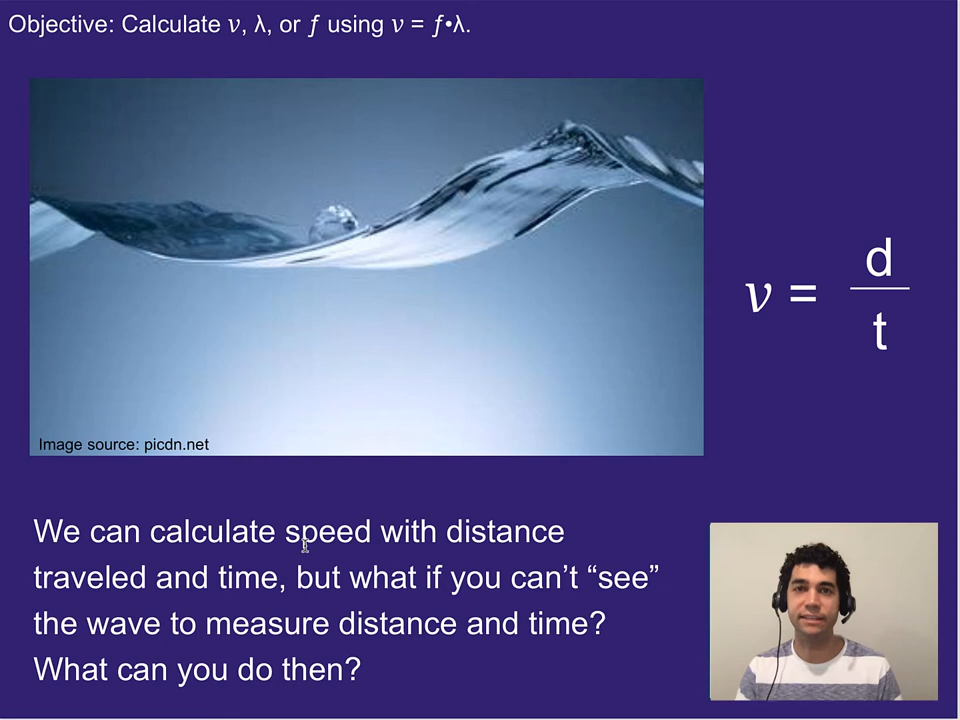 Objective: Calculate v, λ, or ƒ using v = ƒ•λ.
v = d
t
Image source: picdn.net
We can calculate speed with distance
traveled and time, but what if you can’t “see”
the wave to measure distance and time?
What can you do then?